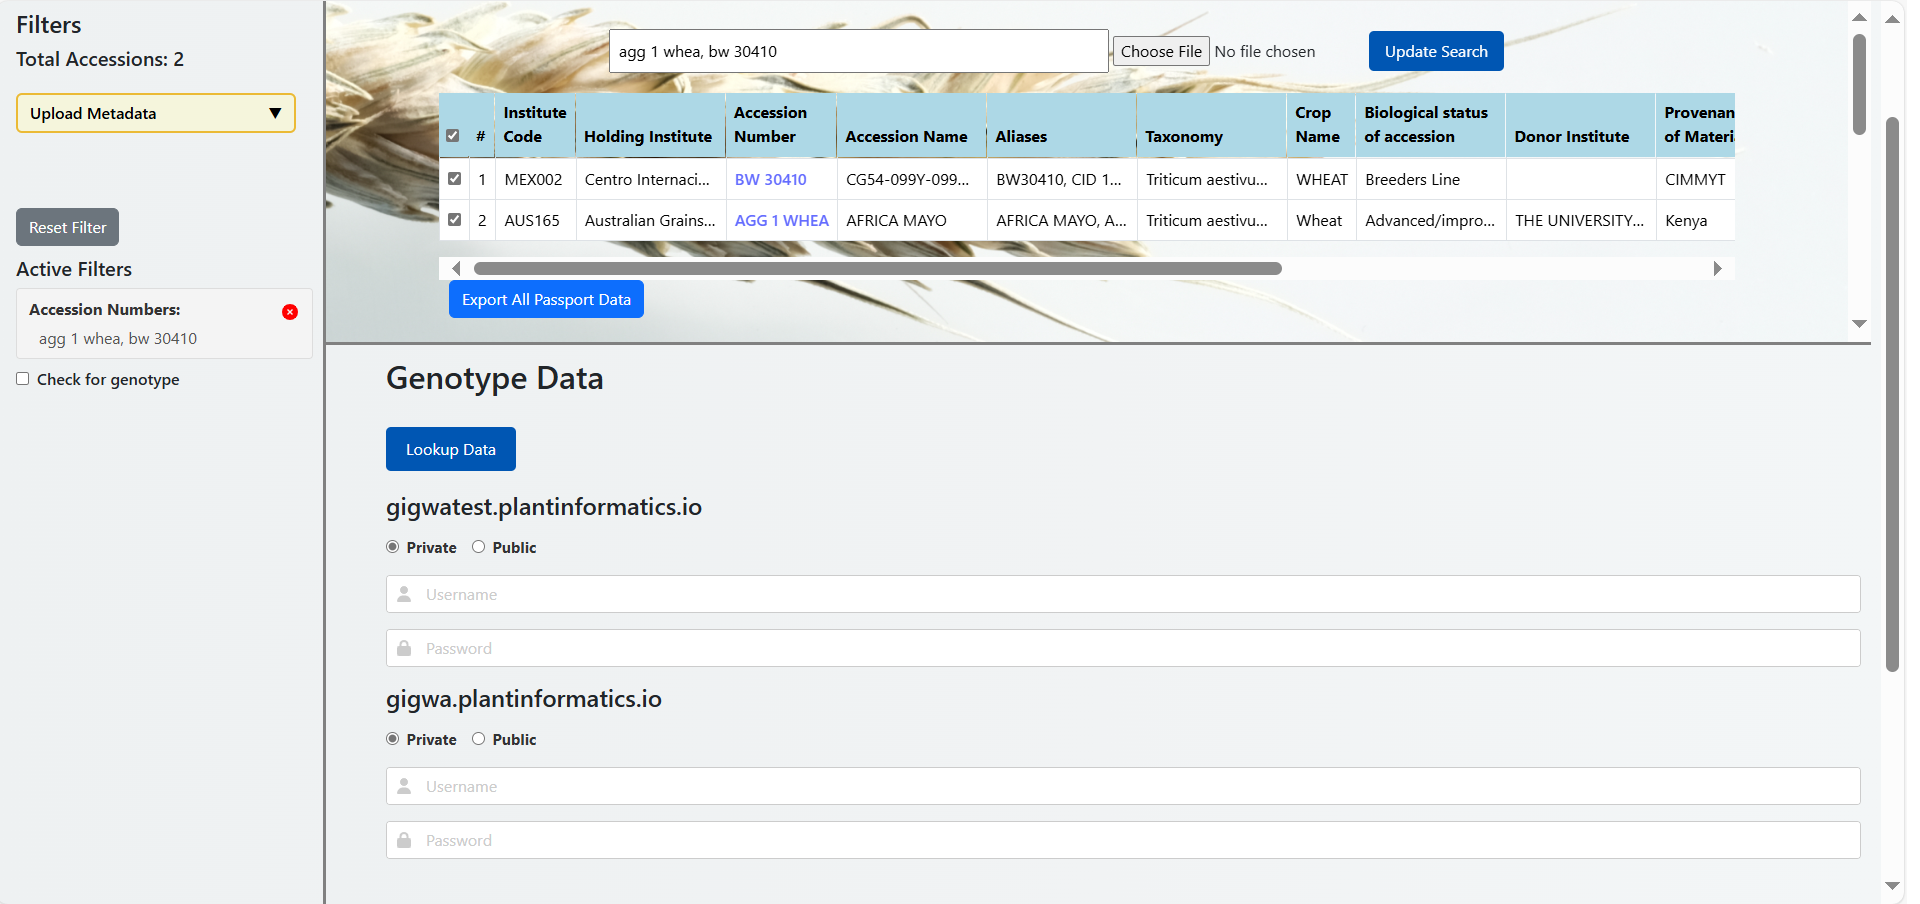 Filters
Total Accessions: 2
Upload Metadata ▼
Reset Filter
Active Filters
Accession Numbers:
agg 1 whea, bw 30410
Check for genotype
agg 1 whea, bw 30410
Choose File No file chosen
Update Search
# Institute Code Holding Institute Accession Number Accession Name Aliases Taxonomy Crop Name Biological status of accession Donor Institute Provenan of Materi
1 MEX002 Centro Internaci... BW 30410 CG54-099Y-099... BW30410, CID 1... Triticum aestivu... WHEAT Breeders Line CIMMYT
2 AUS165 Australian Grains... AGG 1 WHEA AFRICA MAYO AFRICA MAYO, A... Triticum aestivu... Wheat Advanced/impro... THE UNIVERSITY... Kenya
Export All Passport Data
Genotype Data
Lookup Data
gigwatest.plantinformatics.io
Private Public
Username
Password
gigwa.plantinformatics.io
Private Public
Username
Password